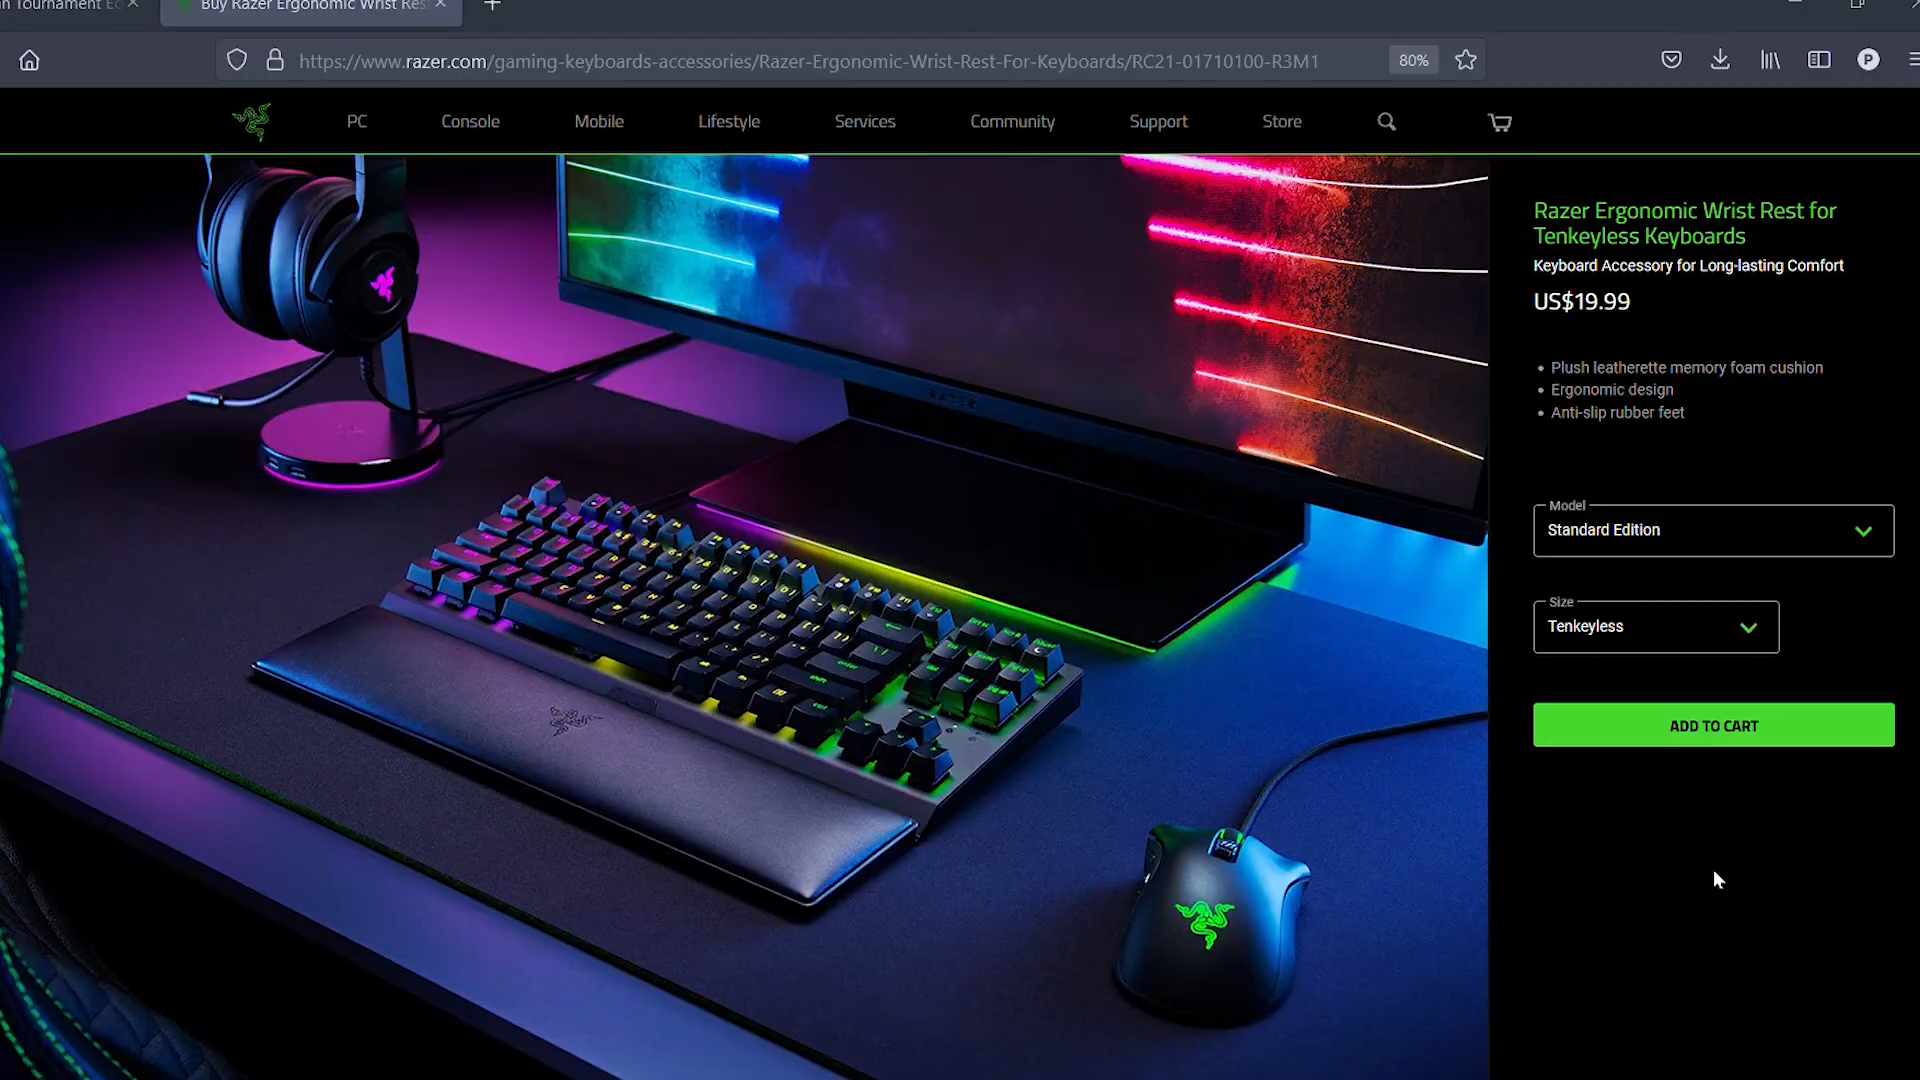 n Tournament Ed
Buy Razer Ergonomic Wrist Res
https://www.razer.com/gaming-keyboards-accessories/Razer-Ergonomic-Wrist-Rest-For-Keyboards/RC21-01710100-R3M1
80%
P
PC
Console
Mobile
Lifestyle
Services
Community
Support
Store
Razer Ergonomic Wrist Rest for
Tenkeyless Keyboards
Keyboard Accessory for Long-lasting Comfort
US$19.99
• Plush leatherette memory foam cushion
• Ergonomic design
• Anti-slip rubber feet
Model
Standard Edition
Size
Tenkeyless
ADD TO CART
RAZER